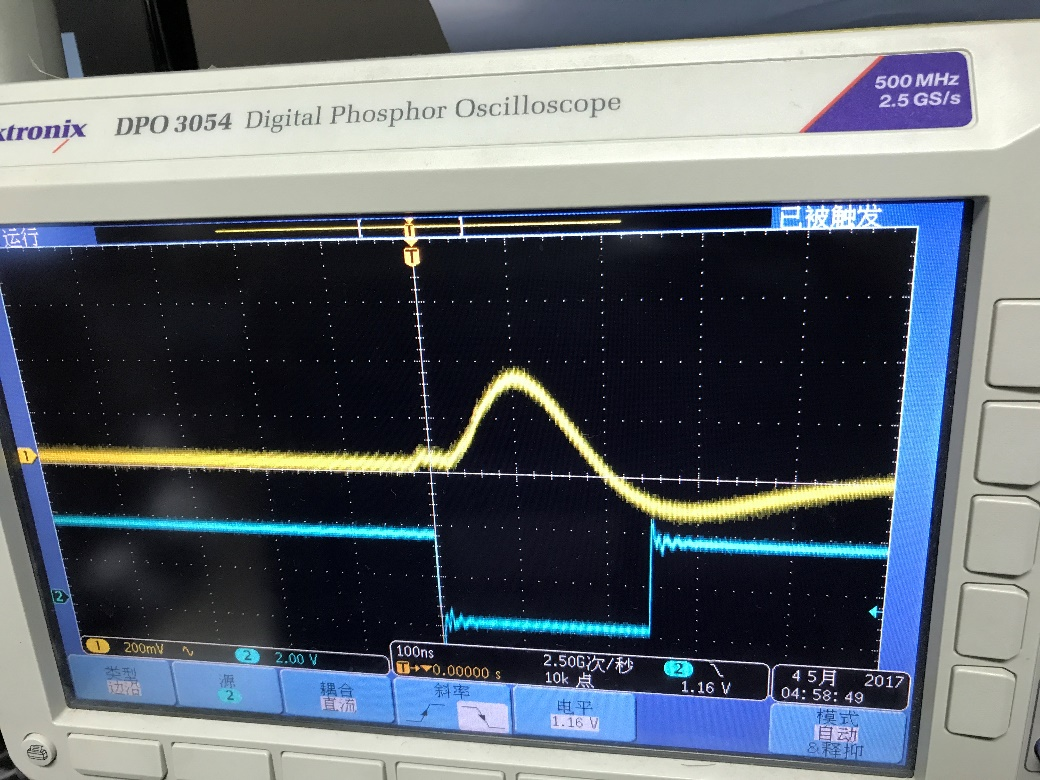 ktronix DPO 3054 Digital Phosphor Oscilloscope
500 MHz
2.5 GS/s
运行
已被触发
T
T
1
2
1 200mV
2 2.00 V
100ns
T→▼0.00000 s
2.50G次/秒
10k 点
2
1.16 V
4 5月 2017
04:58:49
类型
边沿
源
2
耦合
直流
斜率
电平
1.16 V
模式
自动
&释抑